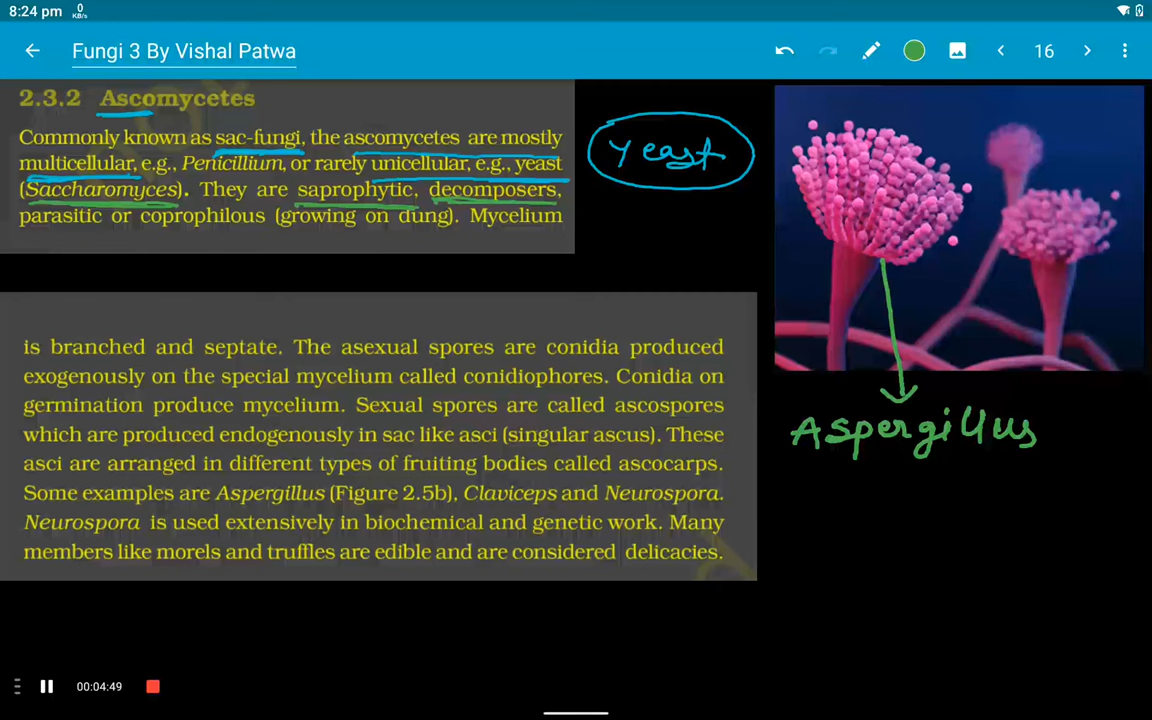 8:24 pm 0 KB/s
Fungi 3 By Vishal Patwa
16
2.3.2 Ascomycetes
Commonly known as sac-fungi, the ascomycetes are mostly
multicellular, e.g., Penicillium, or rarely unicellular, e.g., yeast
(Saccharomyces). They are saprophytic, decomposers,
parasitic or coprophilous (growing on dung). Mycelium
Yeast
is branched and septate. The asexual spores are conidia produced
exogenously on the special mycelium called conidiophores. Conidia on
germination produce mycelium. Sexual spores are called ascospores
which are produced endogenously in sac like asci (singular ascus). These
asci are arranged in different types of fruiting bodies called ascocarps.
Some examples are Aspergillus (Figure 2.5b), Claviceps and Neurospora.
Neurospora is used extensively in biochemical and genetic work. Many
members like morels and truffles are edible and are considered delicacies.
Aspergillus
00:04:49